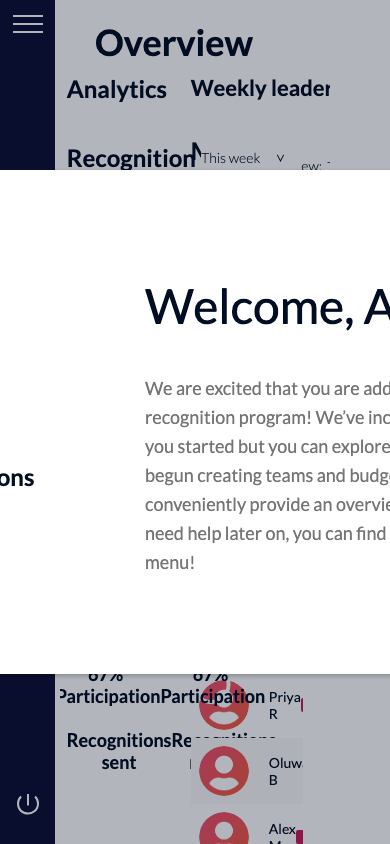 Overview
Analytics
Weekly leader
Recognition
This week
ew:
Welcome, A
We are excited that you are add
recognition program! We've inc
you started but you can explore
begun creating teams and budg
conveniently provide an overvie
need help later on, you can find
menu!
ons
67%
67%
Participation
Participation
Priya
R
Recognitions
sent
Recognitions
Oluw
B
Alex
M